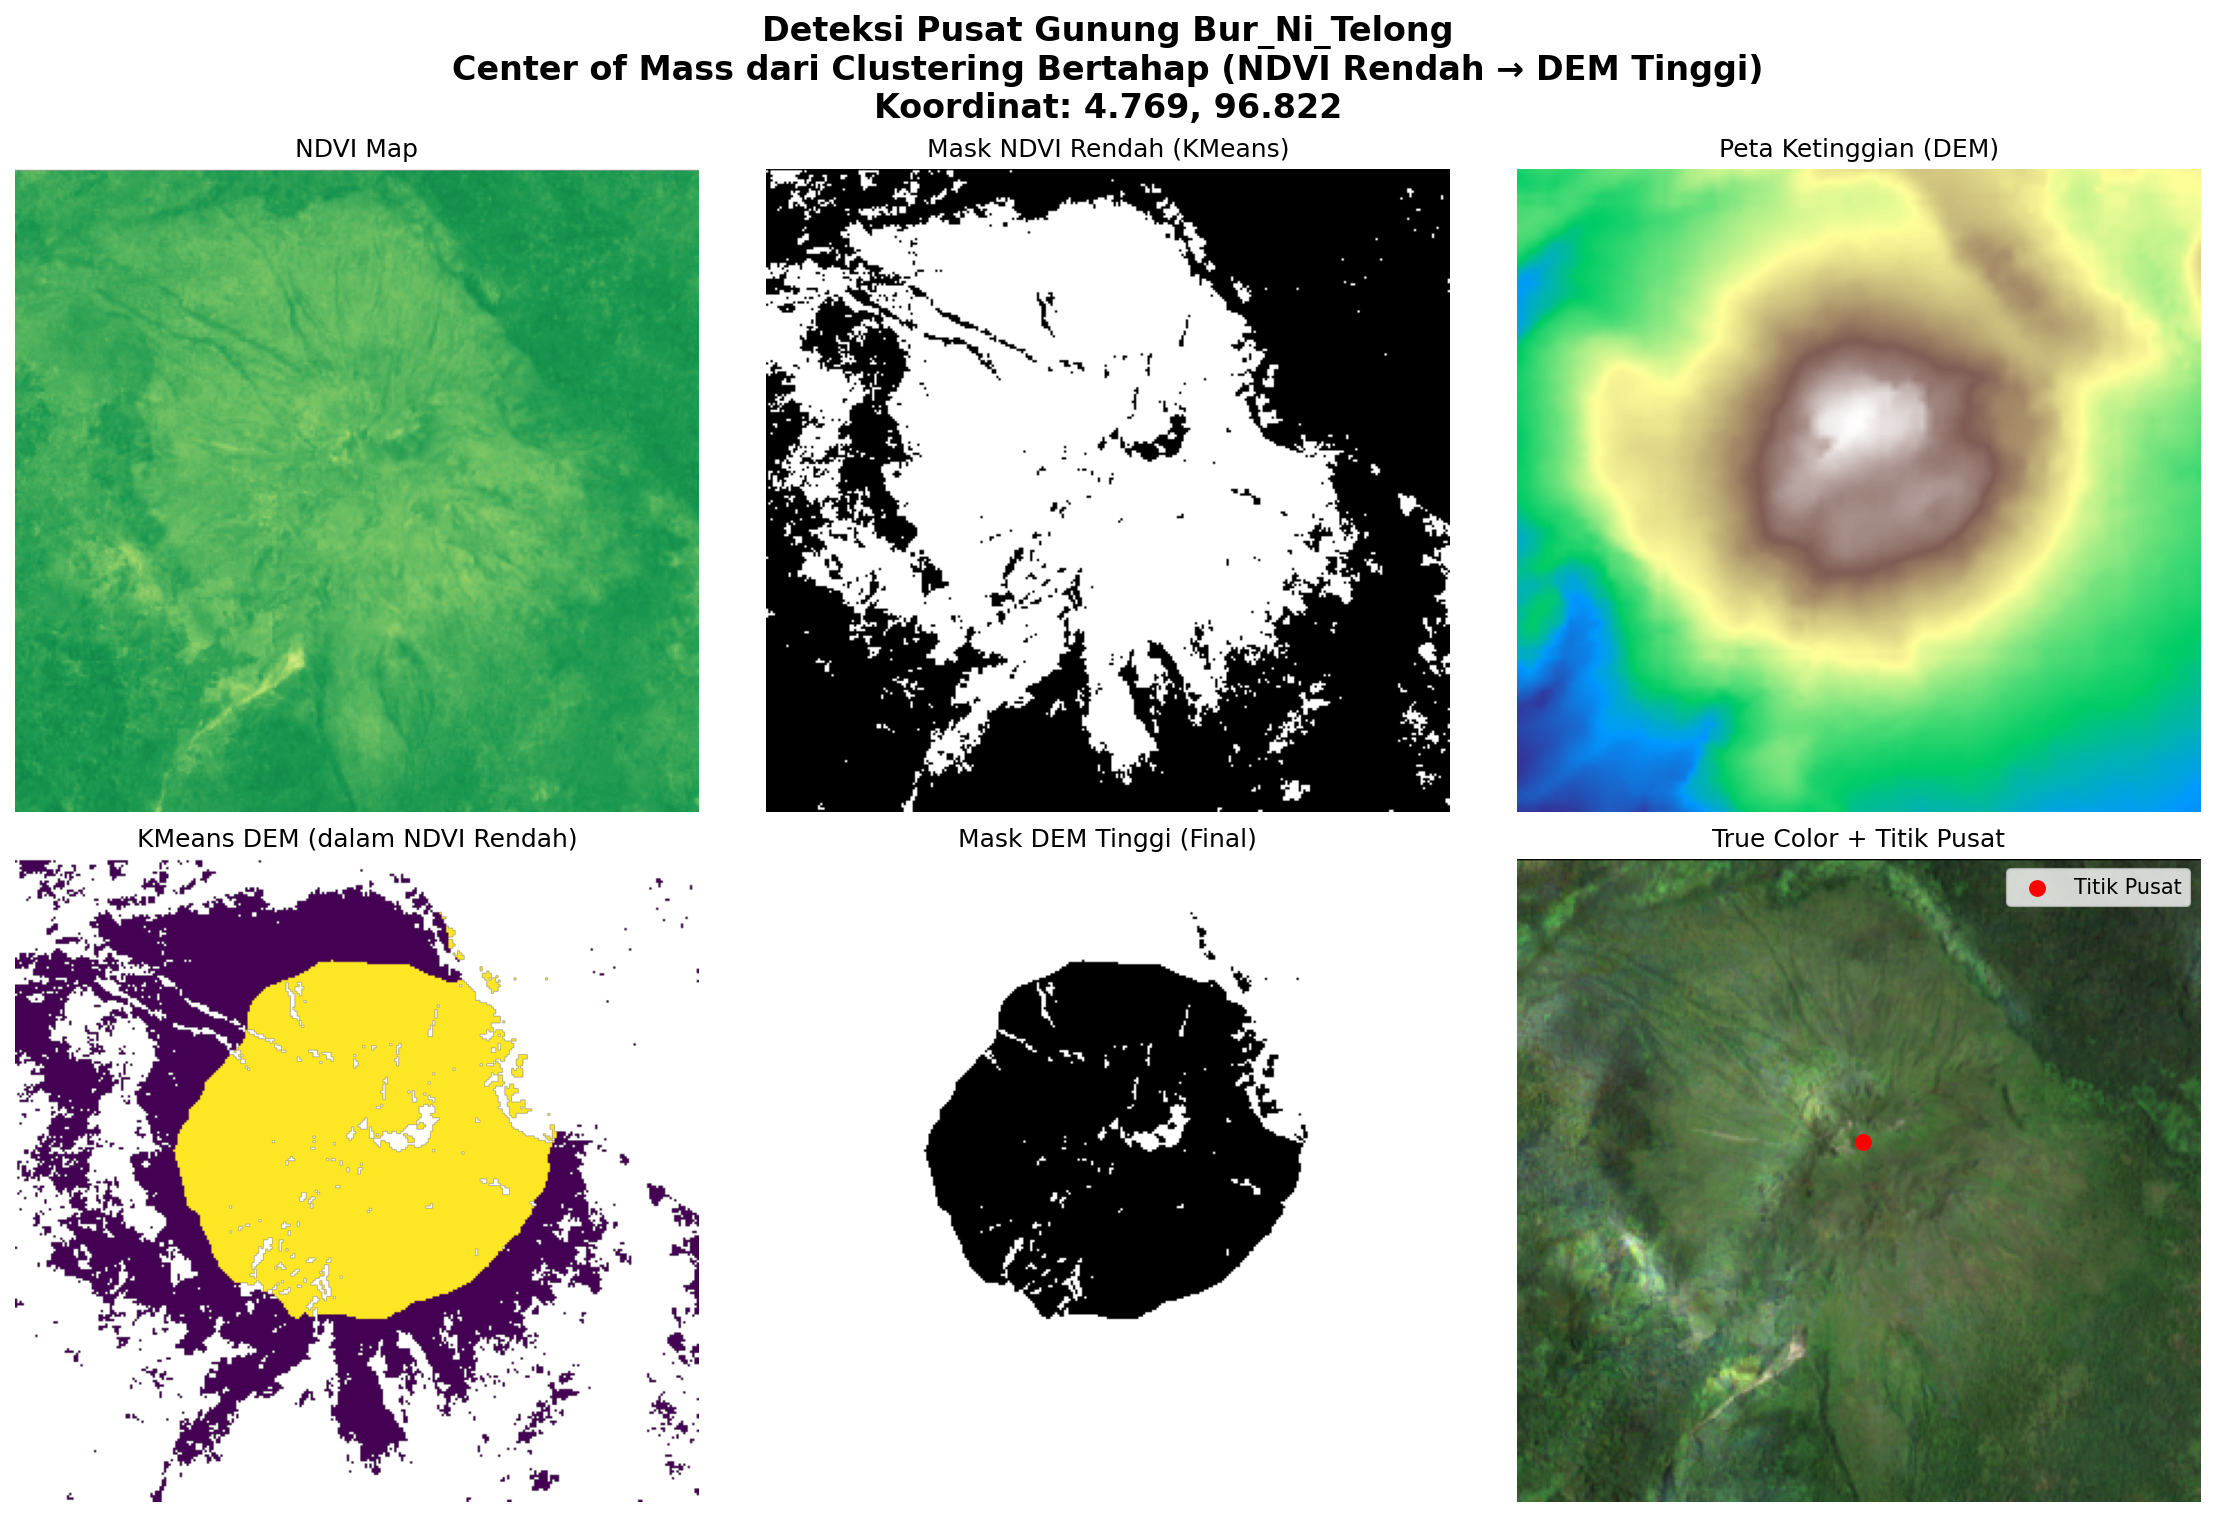 Deteksi Pusat Gunung Bur_Ni_Telong
Center of Mass dari Clustering Bertahap (NDVI Rendah → DEM Tinggi)
Koordinat: 4.769, 96.822
NDVI Map
Mask NDVI Rendah (KMeans)
Peta Ketinggian (DEM)
KMeans DEM (dalam NDVI Rendah)
Mask DEM Tinggi (Final)
True Color + Titik Pusat
Titik Pusat